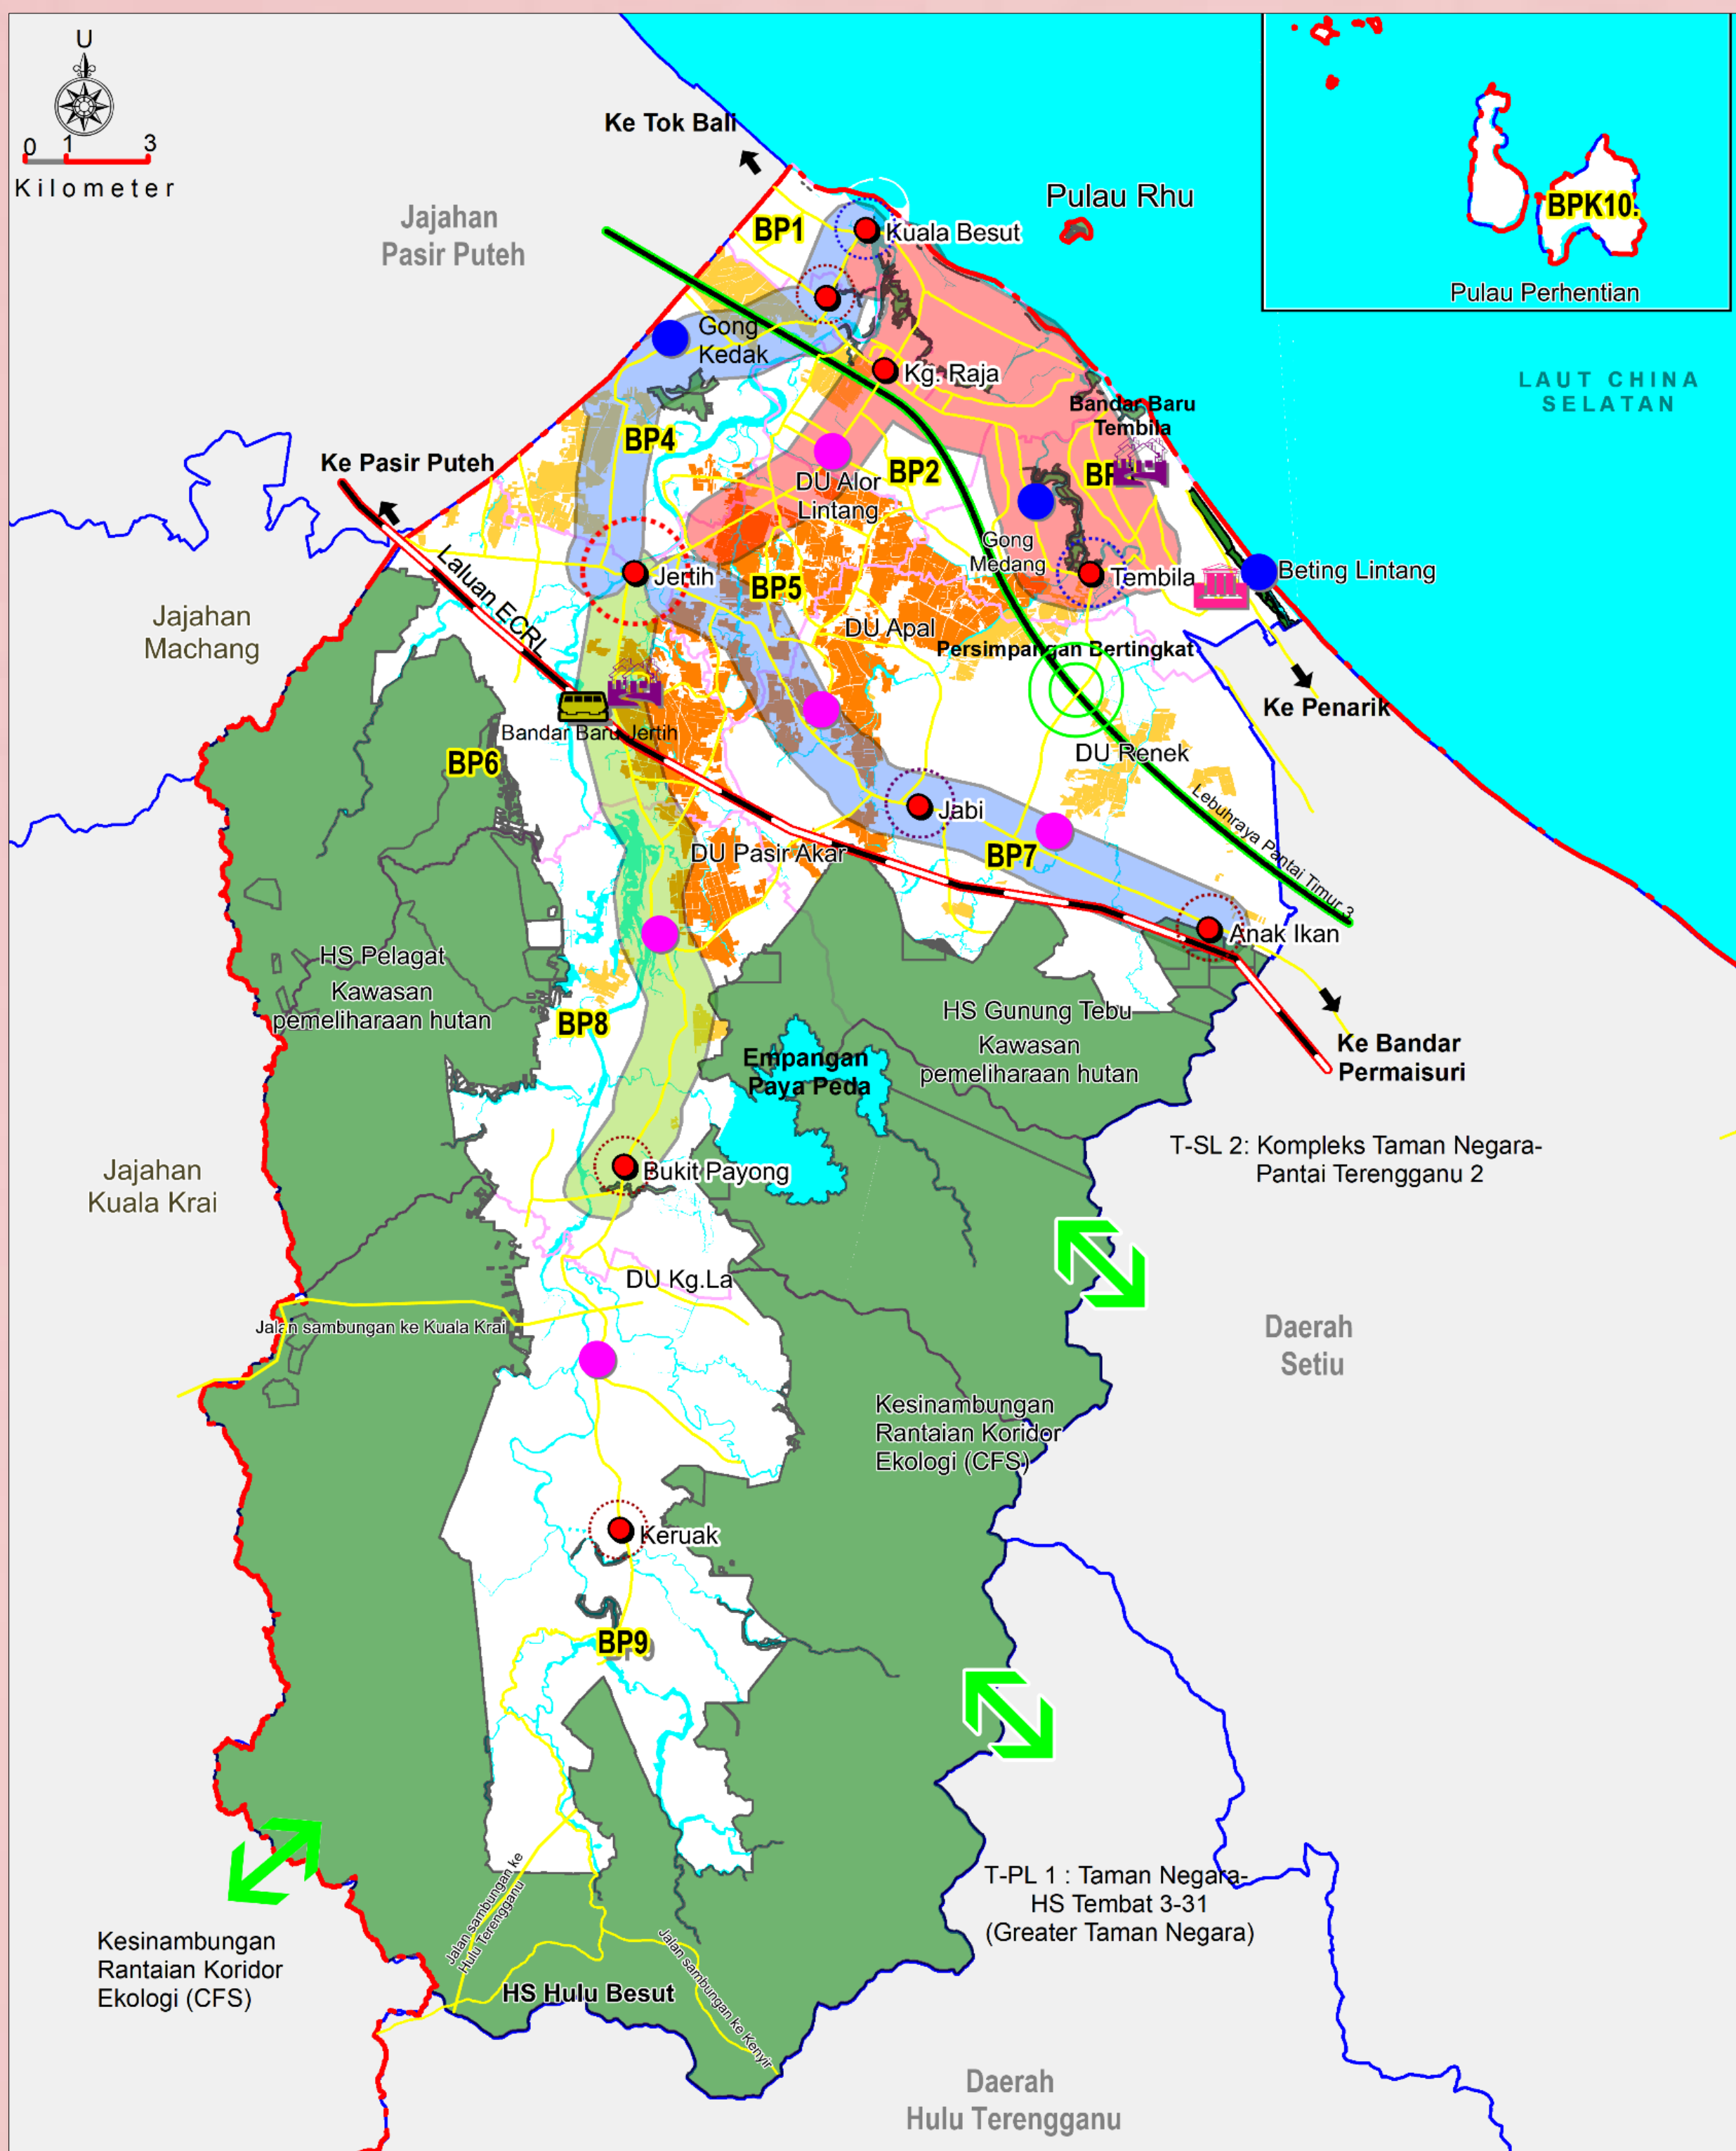 U
0 1 3
Kilometer
Ke Tok Bali
Jajahan
Pasir Puteh
BP1
Kuala Besut
Pulau Rhu
BPK10.
Pulau Perhentian
LAUT CHINA
SELATAN
Gong
Kedak
Kg. Raja
Bandar Baru
Tembila
BP4
BP2
Ke Pasir Puteh
DU Alor
Lintang
Gong
Medang
Laluan ECRL
Jertih
BP5
Tembila
Beting Lintang
Jajahan
Machang
DU Apal
Persimpangan Bertingkat
Ke Penarik
Bandar Baru Jertih
BP6
DU Renek
Lebuhraya Pantai Timur 3
Jabi
DU Pasir Akar
BP7
Anak Ikan
HS Pelagat
Kawasan
pemeliharaan hutan
BP8
HS Gunung Tebu
Kawasan
pemeliharaan hutan
Empangan
Paya Peda
Ke Bandar
Permaisuri
T-SL 2: Kompleks Taman Negara-
Pantai Terengganu 2
Jajahan
Kuala Krai
Bukit Payong
DU Kg.La
Jalan sambungan ke Kuala Krai
Daerah
Setiu
Kesinambungan
Rantaian Koridor
Ekologi (CFS)
Keruak
BP9
T-PL 1 : Taman Negara-
HS Tembat 3-31
(Greater Taman Negara)
Jalan sambungan ke
Hulu Terengganu
Jalan sambungan ke Kenyir
Kesinambungan
Rantaian Koridor
Ekologi (CFS)
HS Hulu Besut
Daerah
Hulu Terengganu